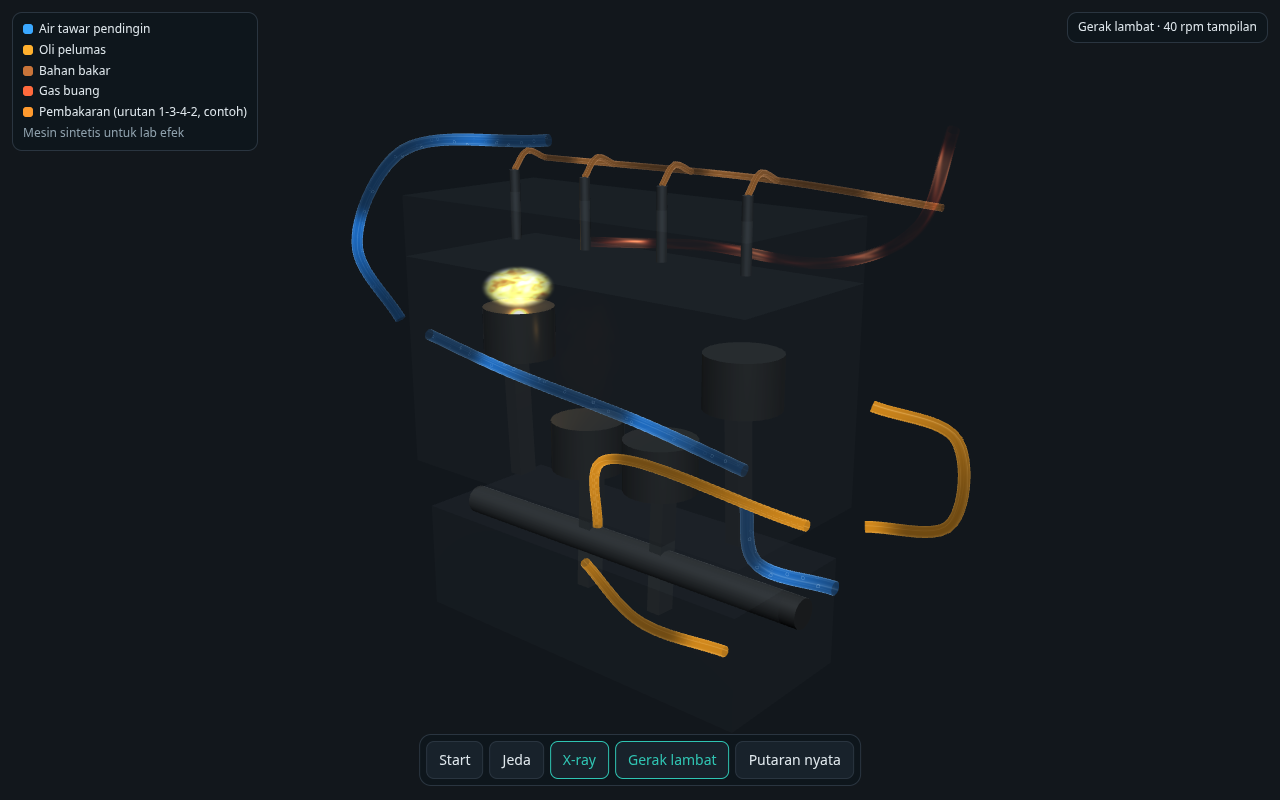 Air tawar pendingin
Oli pelumas
Bahan bakar
Gas buang
Pembakaran (urutan 1-3-4-2, contoh)
Mesin sintetis untuk lab efek
Gerak lambat · 40 rpm tampilan
Start
Jeda
X-ray
Gerak lambat
Putaran nyata